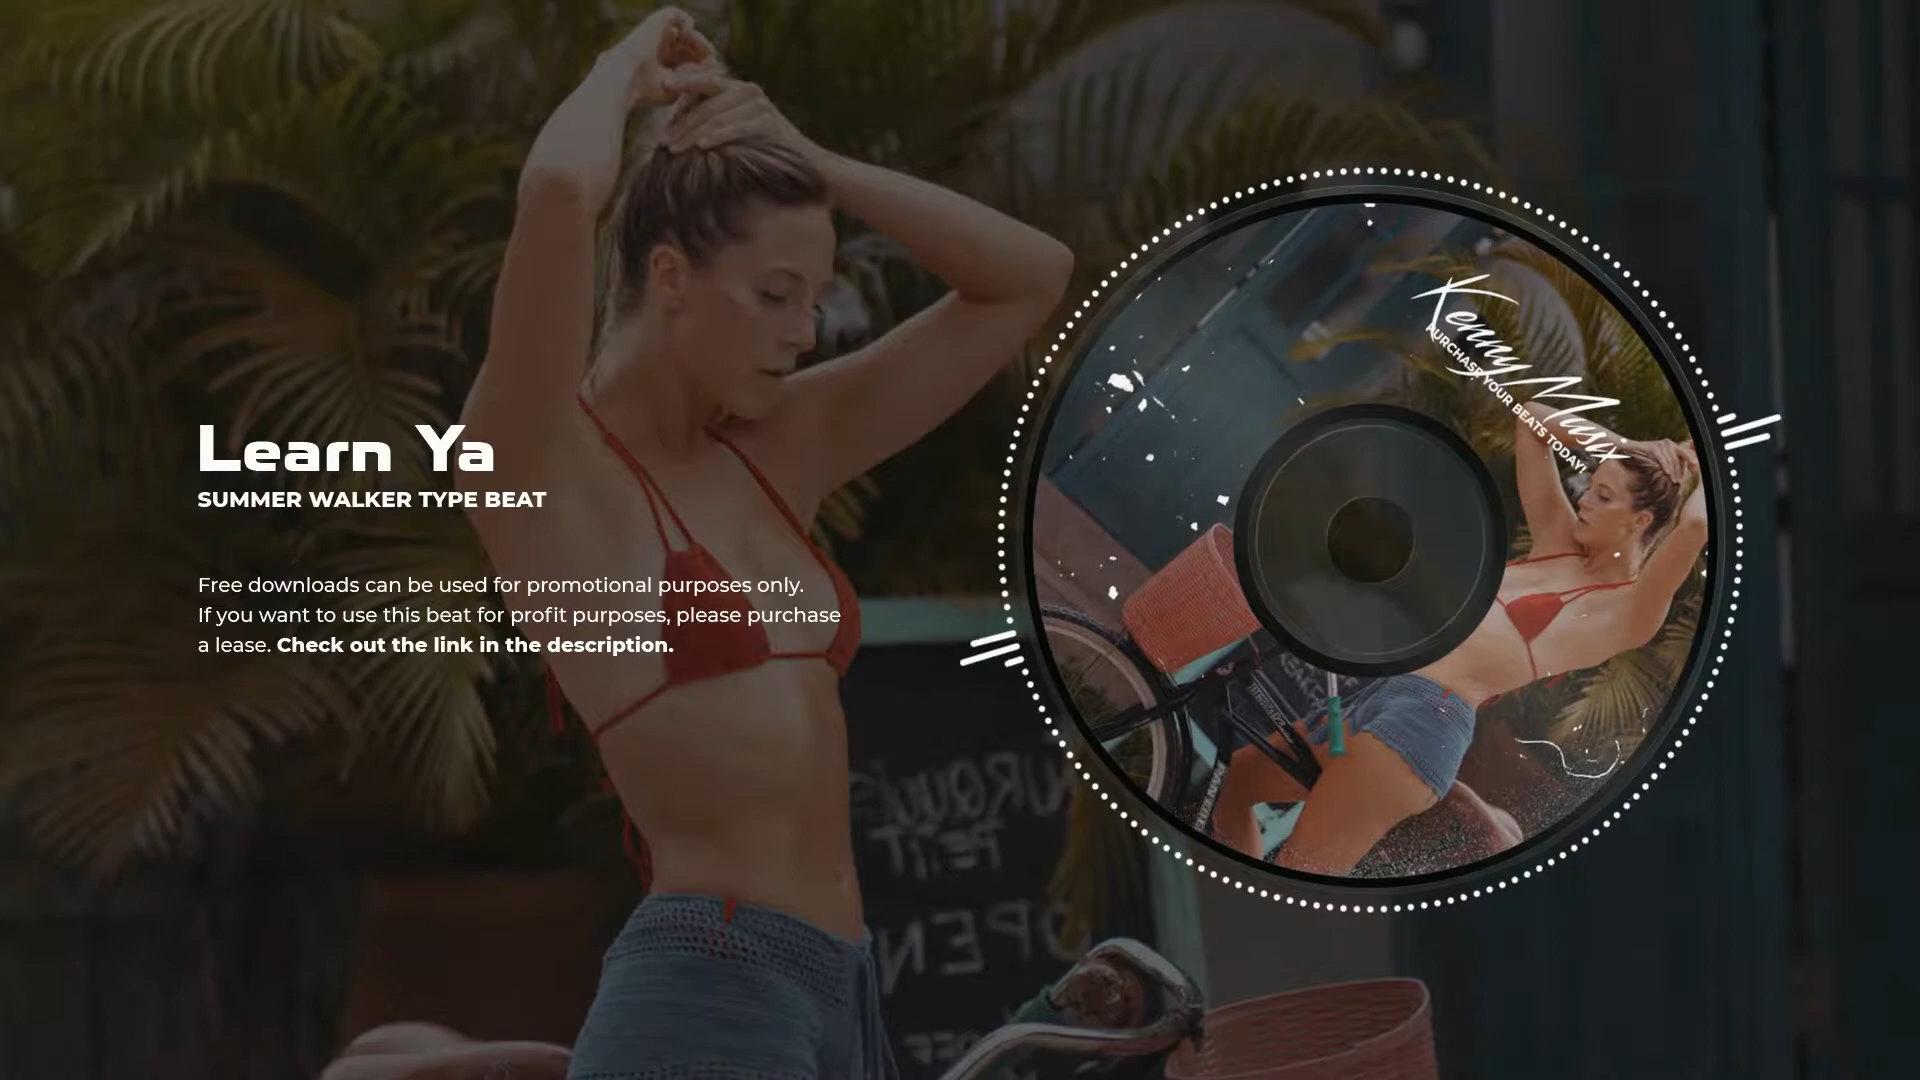 Learn Ya
SUMMER WALKER TYPE BEAT
Free downloads can be used for promotional purposes only.
If you want to use this beat for profit purposes, please purchase
a lease. Check out the link in the description.
Kenny Musix
PURCHASE YOUR BEATS TODAY!
PETIT
OPEN